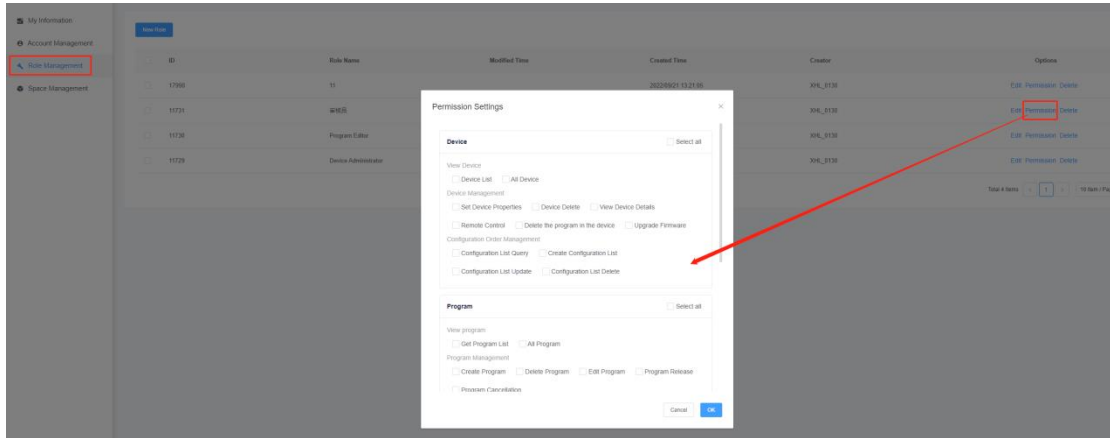 My Information
Account Management
Role Management
Space Management
New Role
ID Role Name Modified Time Created Time Creator Options
17998 11 2022/09/21 13:21:05 XHL_0130 Edit Permission Delete
11731 审核员 XHL_0130 Edit Permission Delete
11730 Program Editor XHL_0130 Edit Permission Delete
11729 Device Administrator XHL_0130 Edit Permission Delete
Total 4 items 1
Permission Settings
Device Select all
View Device
Device List All Device
Device Management
Set Device Properties Device Delete View Device Details
Remote Control Delete the program in the device Upgrade Firmware
Configuration Order Management
Configuration List Query Create Configuration List
Configuration List Update Configuration List Delete
Program Select all
View program
Get Program List All Program
Program Management
Create Program Delete Program Edit Program Program Release
Program Cancellation
Cancel OK